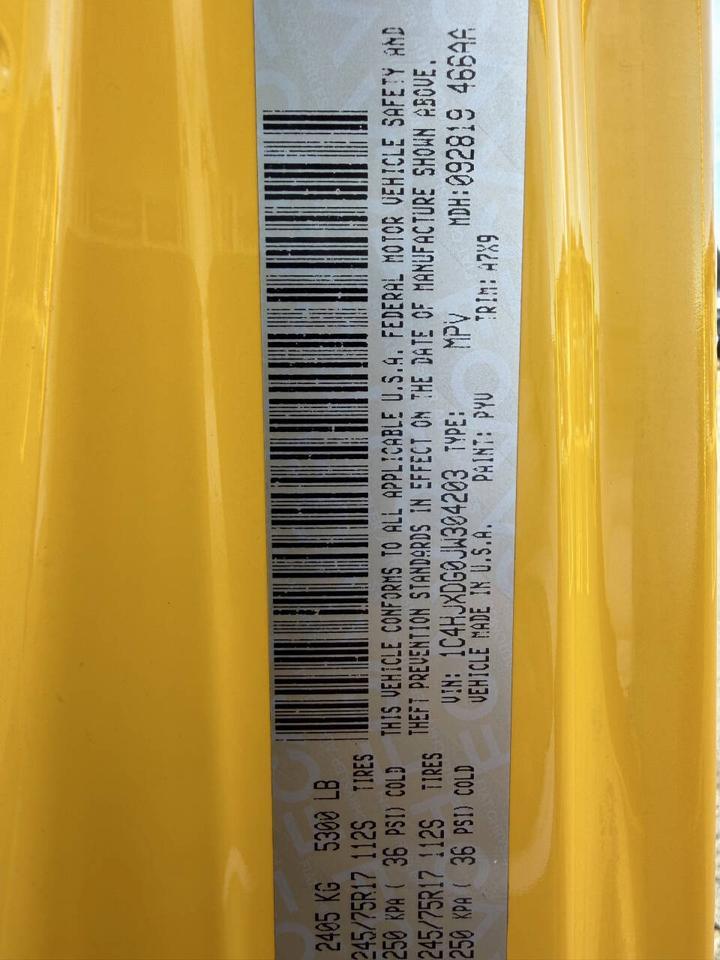 2405 KG 5300 LB
245/75R17 112S TIRES
250 KPA ( 36 PSI) COLD
245/75R17 112S TIRES
250 KPA ( 36 PSI) COLD
THIS VEHICLE CONFORMS TO ALL APPLICABLE U.S.A. FEDERAL MOTOR VEHICLE SAFETY AND
THEFT PREVENTION STANDARDS IN EFFECT ON THE DATE OF MANUFACTURE SHOWN ABOVE.
VIN: 1C4HJXDG0JW304203 TYPE: MPV MDH:092819 466AA
VEHICLE MADE IN U.S.A. PAINT: PYV TRIM: A7X9